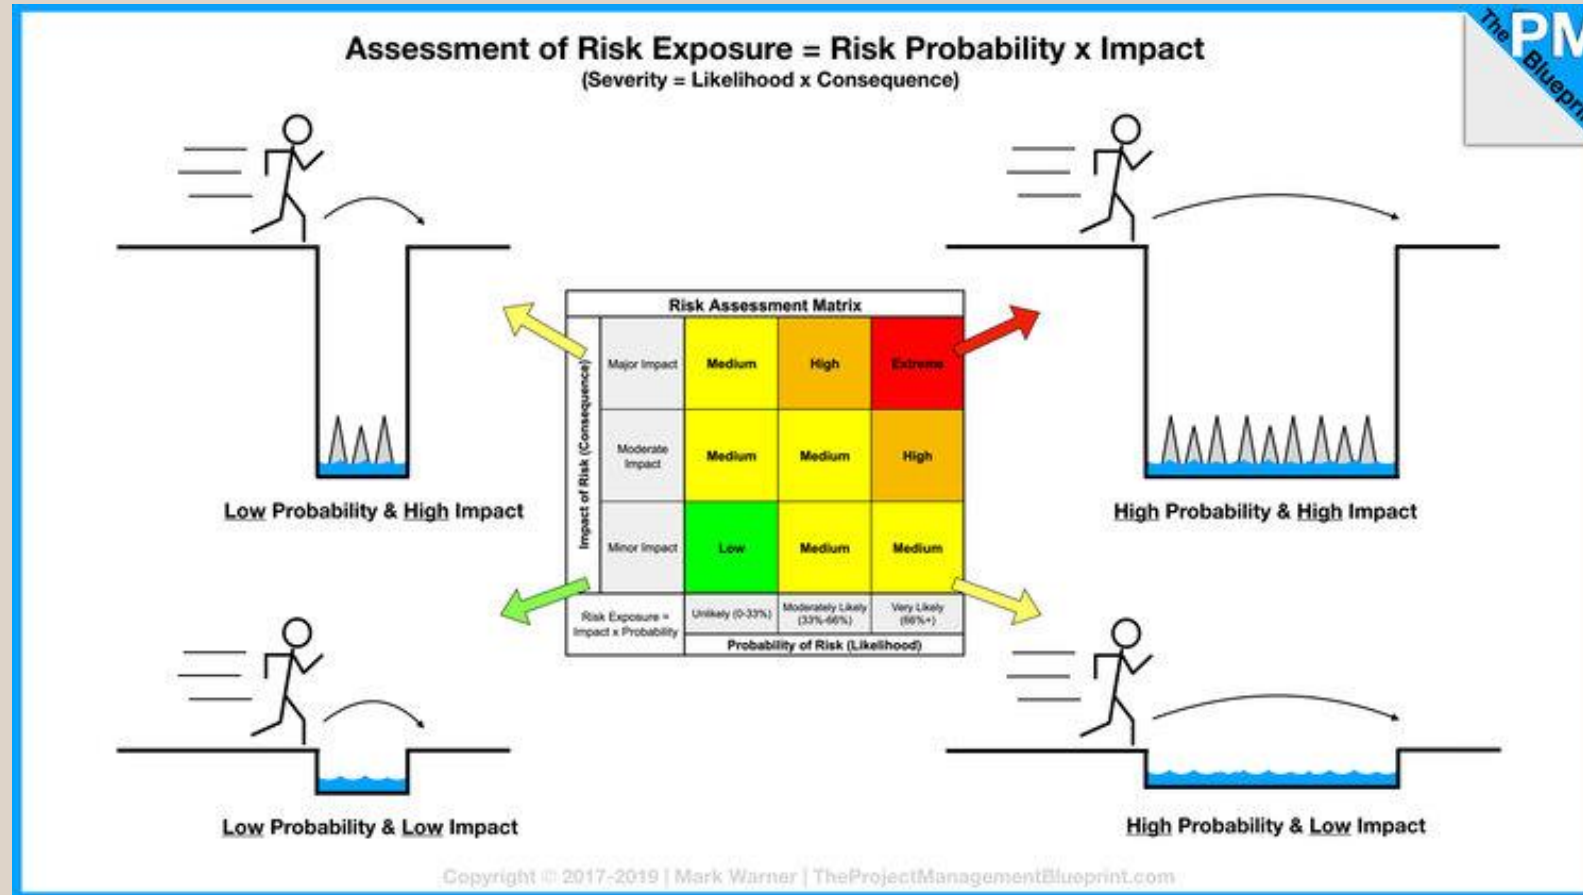 Assessment of Risk Exposure = Risk Probability x Impact
(Severity = Likelihood x Consequence)
The
PM
Blueprin
Risk Assessment Matrix
Impact of Risk (Consequence)
Major Impact
Medium
High
Extreme
Moderate
Impact
Medium
Medium
High
Minor Impact
Low
Medium
Medium
Risk Exposure =
Impact x Probability
Unlikely (0-33%)
Moderately Likely
(33%-66%)
Very Likely
(66%+)
Probability of Risk (Likelihood)
Low Probability & High Impact
High Probability & High Impact
Low Probability & Low Impact
High Probability & Low Impact
Copyright © 2017-2019 | Mark Warner | TheProjectManagementBlueprint.com